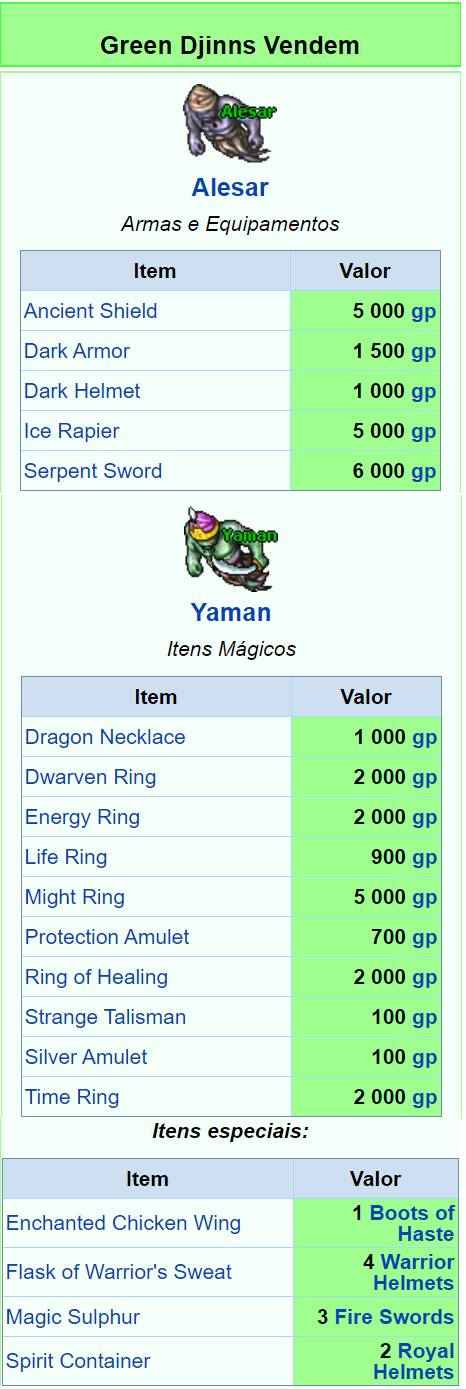 Green Djinns Vendem
Alesar
Alesar
Armas e Equipamentos
Item Valor
Ancient Shield 5 000 gp
Dark Armor 1 500 gp
Dark Helmet 1 000 gp
Ice Rapier 5 000 gp
Serpent Sword 6 000 gp
Yaman
Yaman
Itens Mágicos
Item Valor
Dragon Necklace 1 000 gp
Dwarven Ring 2 000 gp
Energy Ring 2 000 gp
Life Ring 900 gp
Might Ring 5 000 gp
Protection Amulet 700 gp
Ring of Healing 2 000 gp
Strange Talisman 100 gp
Silver Amulet 100 gp
Time Ring 2 000 gp
Itens especiais:
Item Valor
Enchanted Chicken Wing 1 Boots of
Haste
Flask of Warrior's Sweat 4 Warrior
Helmets
Magic Sulphur 3 Fire Swords
Spirit Container 2 Royal
Helmets